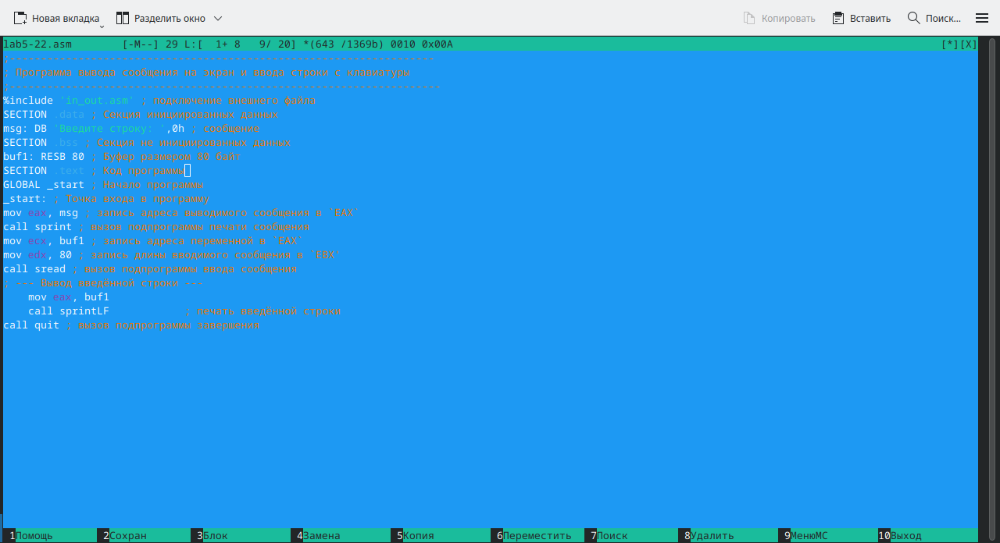 Новая вкладка Разделить окно Копировать Вставить Поиск...
lab5-22.asm [-M--] 29 L:[ 1+ 8 9/ 20] *(643 /1369b) 0010 0x00A [*][X]
;--------------------------------------------------------------------
; Программа вывода сообщения на экран и ввода строки с клавиатуры
;---------------------------------------------------------------------
%include 'in_out.asm' ; подключение внешнего файла
SECTION .data ; Секция инициированных данных
msg: DB 'Введите строку: ',0h ; сообщение
SECTION .bss ; Секция не инициированных данных
buf1: RESB 80 ; Буфер размером 80 байт
SECTION .text ; Код программы
GLOBAL _start ; Начало программы
_start: ; Точка входа в программу
mov eax, msg ; запись адреса выводимого сообщения в `EAX`
call sprint ; вызов подпрограммы печати сообщения
mov ecx, buf1 ; запись адреса переменной в `EAX`
mov edx, 80 ; запись длины вводимого сообщения в `EBX`
call sread ; вызов подпрограммы ввода сообщения
; --- Вывод введённой строки ---
mov eax, buf1
call sprintLF ; печать введённой строки
call quit ; вызов подпрограммы завершения
1Помощь 2Сохран 3Блок 4Замена 5Копия 6Переместить 7Поиск 8Удалить 9МенюМС 10Выход